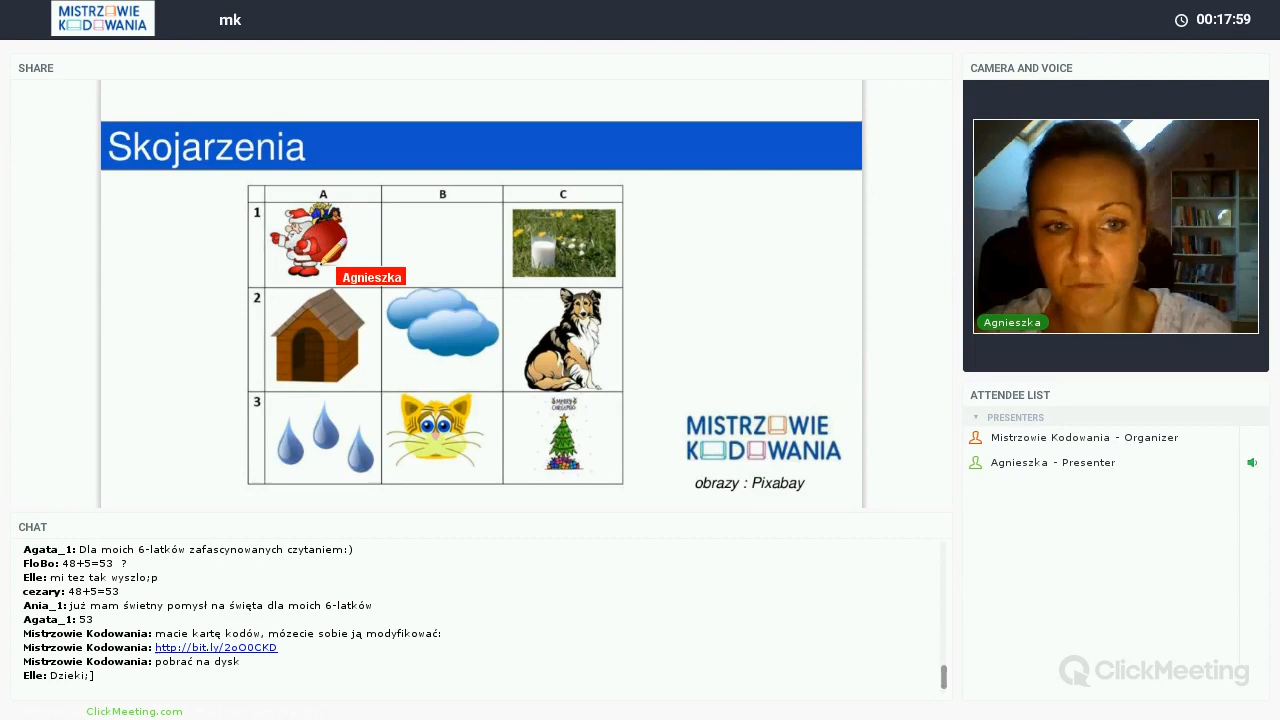 MISTRZOWIE
KODOWANIA
mk
00:17:59
SHARE
CAMERA AND VOICE
Skojarzenia
A B C
1
Agnieszka
2
3
MERRY
CHRISTMAS
MISTRZOWIE
KODOWANIA
obrazy : Pixabay
Agnieszka
ATTENDEE LIST
PRESENTERS
Mistrzowie Kodowania - Organizer
Agnieszka - Presenter
CHAT
Agata_1: Dla moich 6-latków zafascynowanych czytaniem:)
FloBo: 48+5=53 ?
Elle: mi tez tak wyszlo;p
cezary: 48+5=53
Ania_1: już mam świetny pomysł na święta dla moich 6-latków
Agata_1: 53
Mistrzowie Kodowania: macie kartę kodów, mózecie sobie ją modyfikować:
Mistrzowie Kodowania: http://bit.ly/2oO0CKD
Mistrzowie Kodowania: pobrać na dysk
Elle: Dzieki;]
ClickMeeting
ClickMeeting.com